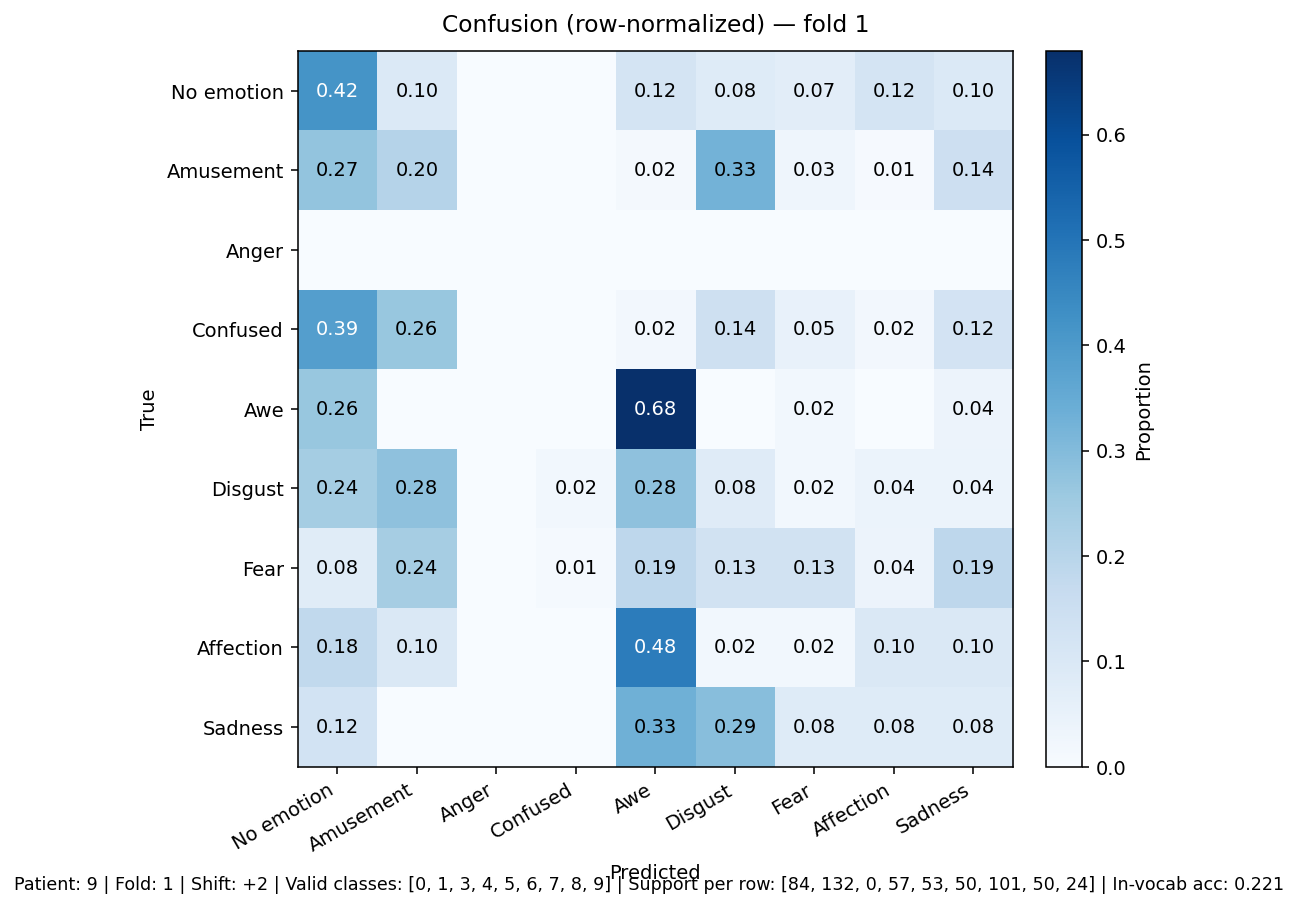 Confusion (row-normalized) — fold 1
No emotion 0.42 0.10 0.12 0.08 0.07 0.12 0.10
Amusement 0.27 0.20 0.02 0.33 0.03 0.01 0.14
Anger
Confused 0.39 0.26 0.02 0.14 0.05 0.02 0.12
Awe 0.26 0.68 0.02 0.04
Disgust 0.24 0.28 0.02 0.28 0.08 0.02 0.04 0.04
Fear 0.08 0.24 0.01 0.19 0.13 0.13 0.04 0.19
Affection 0.18 0.10 0.48 0.02 0.02 0.10 0.10
Sadness 0.12 0.33 0.29 0.08 0.08 0.08
True
No emotion Amusement Anger Confused Awe Disgust Fear Affection Sadness
Predicted
0.6
0.5
0.4
0.3
0.2
0.1
0.0
Proportion
Patient: 9 | Fold: 1 | Shift: +2 | Valid classes: [0, 1, 3, 4, 5, 6, 7, 8, 9] | Support per row: [84, 132, 0, 57, 53, 50, 101, 50, 24] | In-vocab acc: 0.221